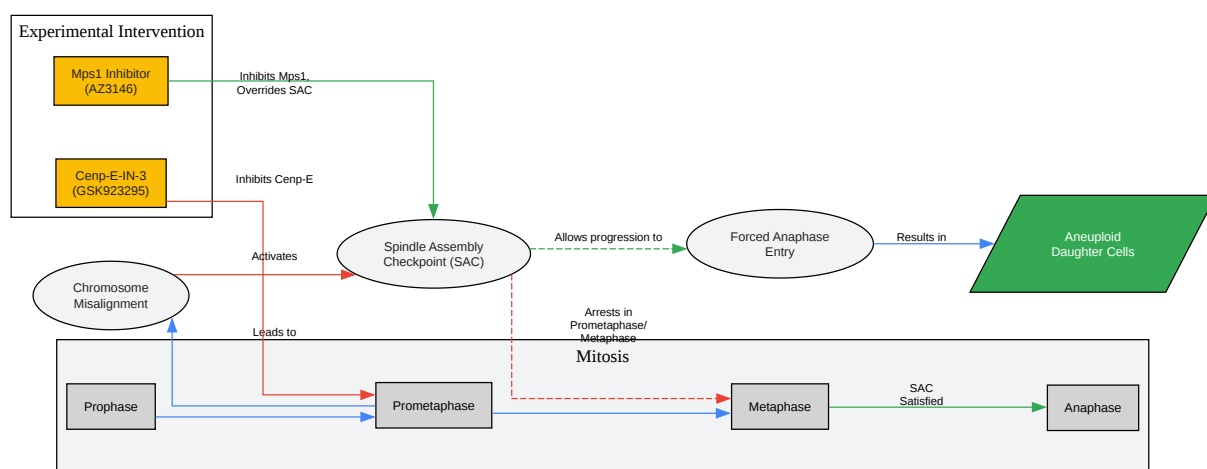 Experimental Intervention
Mps1 Inhibitor
(AZ3146)
Inhibits Mps1,
Overrides SAC
Cenp-E-IN-3
(GSK923295)
Inhibits Cenp-E
Spindle Assembly
Checkpoint (SAC)
Allows progression to
Forced Anaphase
Entry
Results in
Aneuploid
Daughter Cells
Activates
Chromosome
Misalignment
Leads to
Arrests in
Prometaphase/
Metaphase
Mitosis
Prophase
Prometaphase
Metaphase
SAC
Satisfied
Anaphase